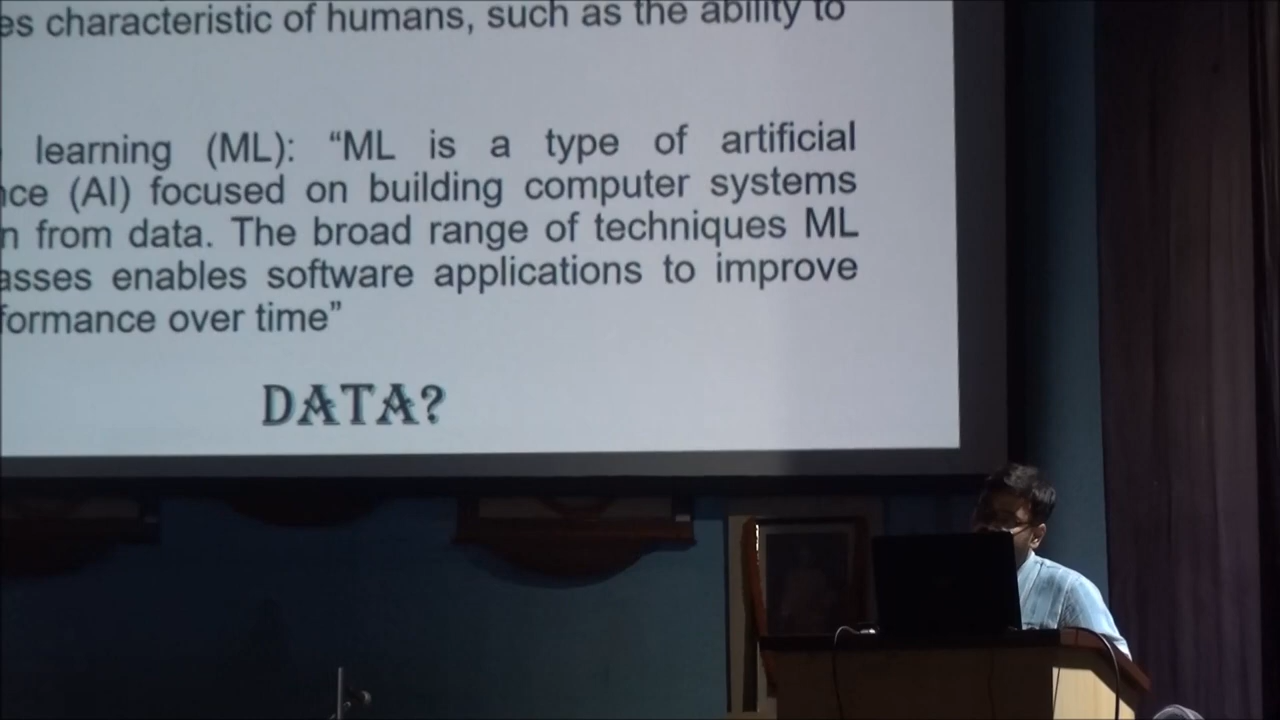 es characteristic of humans, such as the ability to
learning (ML): “ML is a type of artificial
nce (AI) focused on building computer systems
n from data. The broad range of techniques ML
asses enables software applications to improve
formance over time”
DATA?